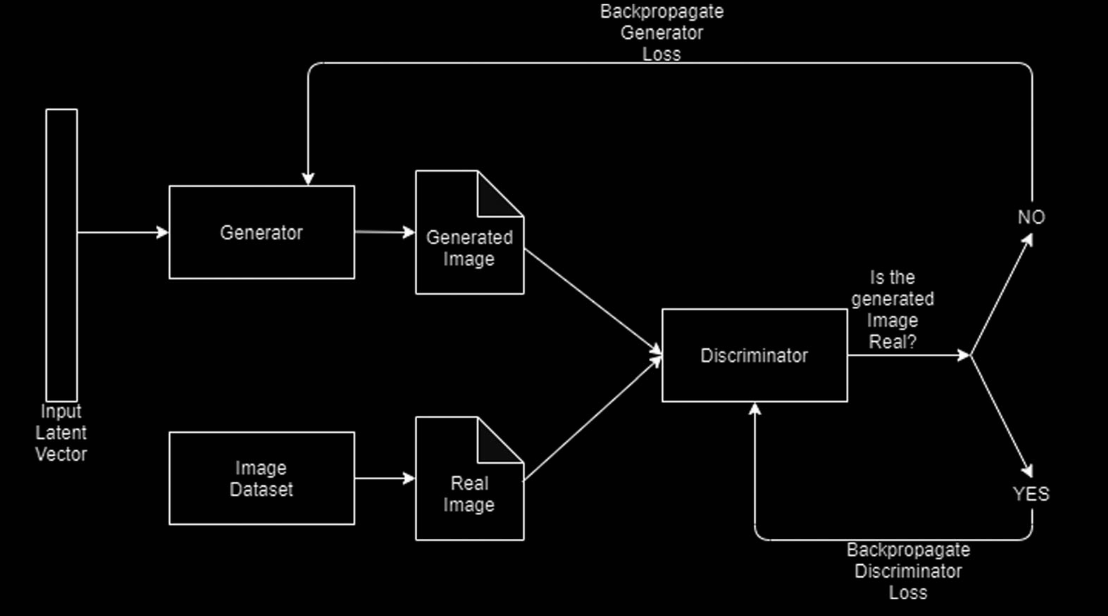 Backpropagate
Generator
Loss
Generator
Generated
Image
NO
Is the
generated
Image
Real?
Discriminator
Input
Latent
Vector
Image
Dataset
Real
Image
YES
Backpropagate
Discriminator
Loss